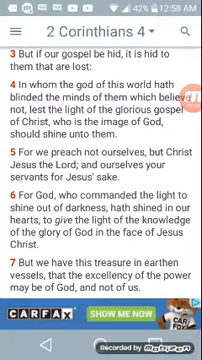 42% 12:58 AM
2 Corinthians 4
3 But if our gospel be hid, it is hid to
them that are lost:
4 In whom the god of this world hath
blinded the minds of them which believe
not, lest the light of the glorious gospel
of Christ, who is the image of God,
should shine unto them.
5 For we preach not ourselves, but Christ
Jesus the Lord; and ourselves your
servants for Jesus' sake.
6 For God, who commanded the light to
shine out of darkness, hath shined in our
hearts, to give the light of the knowledge
of the glory of God in the face of Jesus
Christ.
7 But we have this treasure in earthen
vessels, that the excellency of the power
may be of God, and not of us.
CARFAX
SHOW ME NOW
CAR
FOX
RECORDED BY